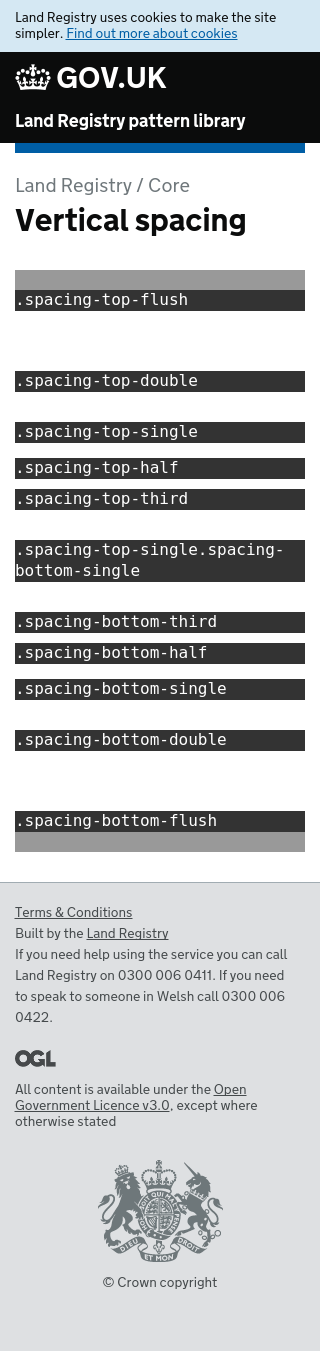 Land Registry uses cookies to make the site
simpler. Find out more about cookies
GOV.UK
Land Registry pattern library
Land Registry / Core
Vertical spacing
.spacing-top-flush
.spacing-top-double
.spacing-top-single
.spacing-top-half
.spacing-top-third
.spacing-top-single.spacing-
bottom-single
.spacing-bottom-third
.spacing-bottom-half
.spacing-bottom-single
.spacing-bottom-double
.spacing-bottom-flush
Terms & Conditions
Built by the Land Registry
If you need help using the service you can call
Land Registry on 0300 006 0411. If you need
to speak to someone in Welsh call 0300 006
0422.
OGL
All content is available under the Open
Government Licence v3.0, except where
otherwise stated
DIEU ET MON DROIT
© Crown copyright